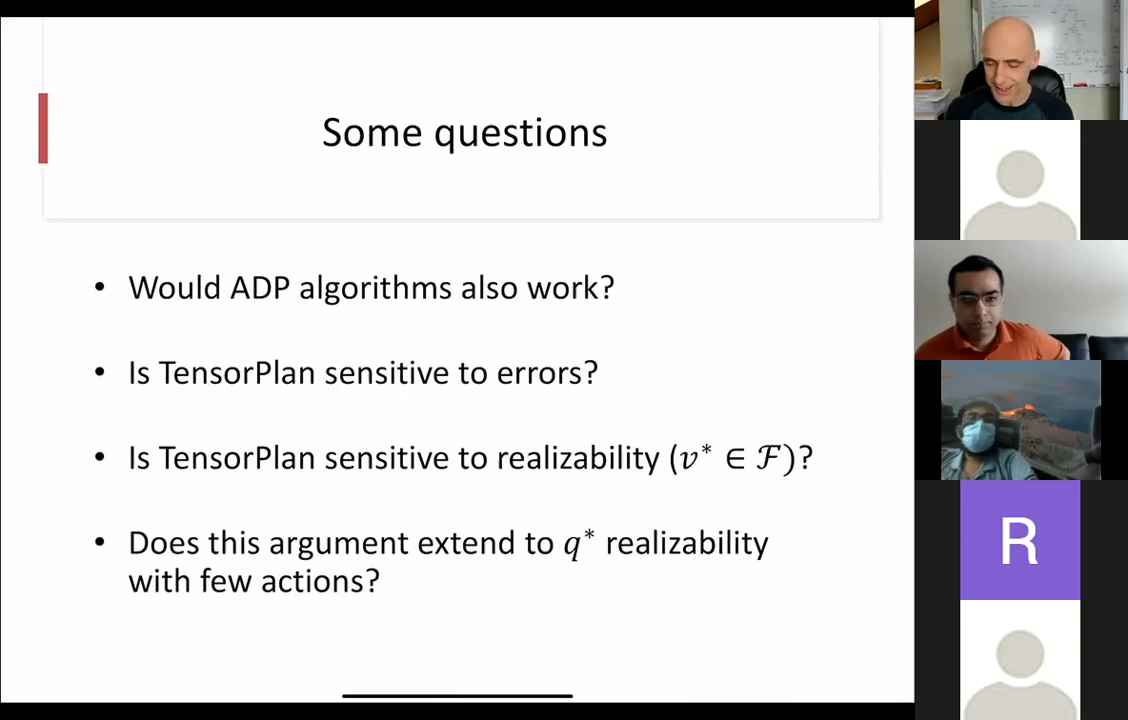 Some questions
• Would ADP algorithms also work?
• Is TensorPlan sensitive to errors?
• Is TensorPlan sensitive to realizability (𝑣* ∈ ℱ)?
• Does this argument extend to 𝑞* realizability
with few actions?
R